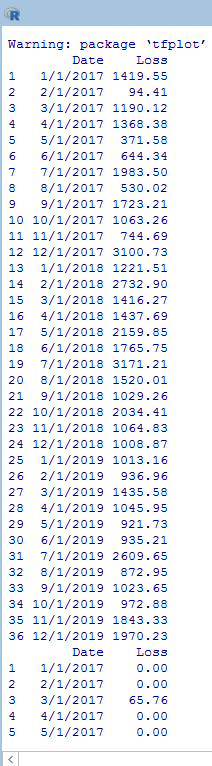 Warning: package ‘tfplot’
Date Loss
1 1/1/2017 1419.55
2 2/1/2017 94.41
3 3/1/2017 1190.12
4 4/1/2017 1368.38
5 5/1/2017 371.58
6 6/1/2017 644.34
7 7/1/2017 1983.50
8 8/1/2017 530.02
9 9/1/2017 1723.21
10 10/1/2017 1063.26
11 11/1/2017 744.69
12 12/1/2017 3100.73
13 1/1/2018 1221.51
14 2/1/2018 2732.90
15 3/1/2018 1416.27
16 4/1/2018 1437.69
17 5/1/2018 2159.85
18 6/1/2018 1765.75
19 7/1/2018 3171.21
20 8/1/2018 1520.01
21 9/1/2018 1029.26
22 10/1/2018 2034.41
23 11/1/2018 1064.83
24 12/1/2018 1008.87
25 1/1/2019 1013.16
26 2/1/2019 936.96
27 3/1/2019 1435.58
28 4/1/2019 1045.95
29 5/1/2019 921.73
30 6/1/2019 935.21
31 7/1/2019 2609.65
32 8/1/2019 872.95
33 9/1/2019 1023.65
34 10/1/2019 972.88
35 11/1/2019 1843.33
36 12/1/2019 1970.23
Date Loss
1 1/1/2017 0.00
2 2/1/2017 0.00
3 3/1/2017 65.76
4 4/1/2017 0.00
5 5/1/2017 0.00